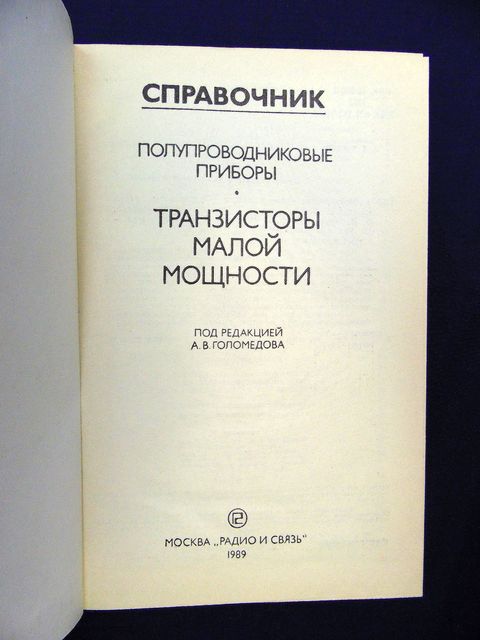 СПРАВОЧНИК
ПОЛУПРОВОДНИКОВЫЕ
ПРИБОРЫ
•
ТРАНЗИСТОРЫ
МАЛОЙ
МОЩНОСТИ
ПОД РЕДАКЦИЕЙ
А. В. ГОЛОМЕДОВА
МОСКВА „РАДИО И СВЯЗЬ"
1989